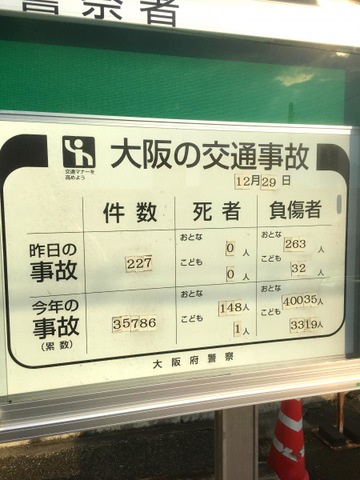 警察署
大阪の交通事故
交通マナーを
高めよう
12月29日
件数 死者 負傷者
昨日の事故 227 おとな 0人 こども 0人 おとな 263人 こども 32人
今年の事故(累数) 35786 おとな 148人 こども 1人 おとな 40035人 こども 3319人
大阪府警察